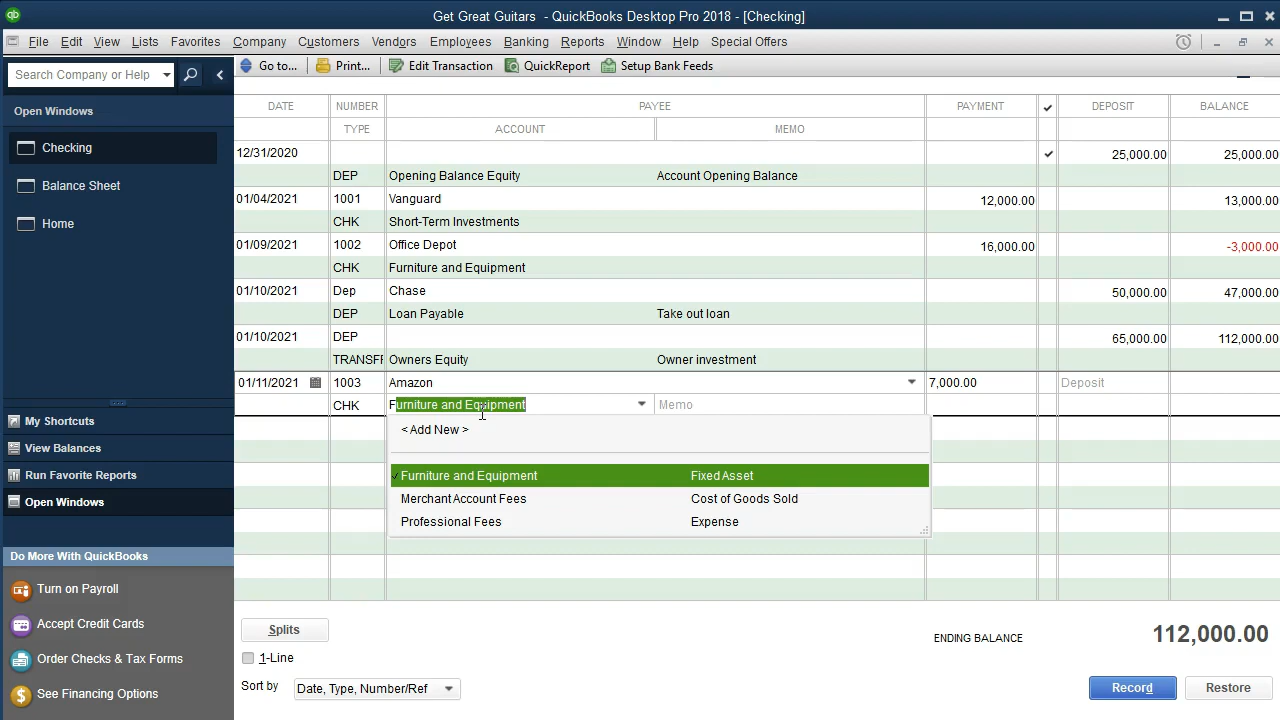 Get Great Guitars - QuickBooks Desktop Pro 2018 - [Checking]
File Edit View Lists Favorites Company Customers Vendors Employees Banking Reports Window Help Special Offers
Search Company or Help
Go to... Print... Edit Transaction QuickReport Setup Bank Feeds
Open Windows
Checking
Balance Sheet
Home
My Shortcuts
View Balances
Run Favorite Reports
Open Windows
Do More With QuickBooks
Turn on Payroll
Accept Credit Cards
Order Checks & Tax Forms
See Financing Options
DATE NUMBER PAYEE PAYMENT ✓ DEPOSIT BALANCE
TYPE ACCOUNT MEMO
12/31/2020 ✓ 25,000.00 25,000.00
DEP Opening Balance Equity Account Opening Balance
01/04/2021 1001 Vanguard 12,000.00 13,000.00
CHK Short-Term Investments
01/09/2021 1002 Office Depot 16,000.00 -3,000.00
CHK Furniture and Equipment
01/10/2021 Dep Chase 50,000.00 47,000.00
DEP Loan Payable Take out loan
01/10/2021 DEP 65,000.00 112,000.00
TRANSFR Owners Equity Owner investment
01/11/2021 1003 Amazon 7,000.00 Deposit
CHK Furniture and Equipment Memo
< Add New >
✓ Furniture and Equipment Fixed Asset
Merchant Account Fees Cost of Goods Sold
Professional Fees Expense
Splits
ENDING BALANCE 112,000.00
1-Line
Sort by Date, Type, Number/Ref
Record Restore